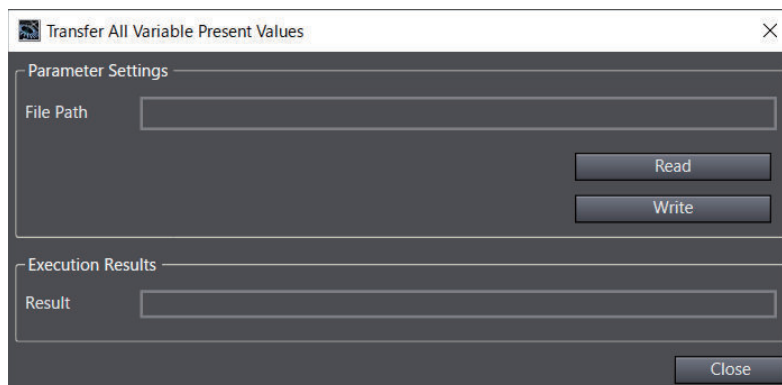 Transfer All Variable Present Values
Parameter Settings
File Path
Read
Write
Execution Results
Result
Close